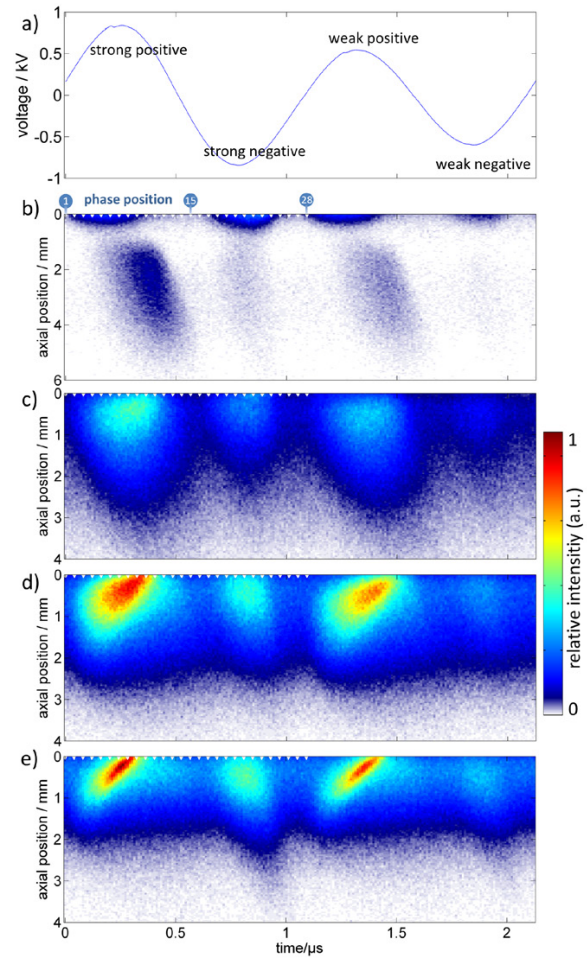 a)
voltage / kV
1
0.5
0
-0.5
-1
strong positive
weak positive
strong negative
weak negative
1
phase position
15
28
b)
axial position / mm
0
2
4
6
c)
axial position / mm
0
1
2
3
4
d)
axial position / mm
0
1
2
3
4
e)
axial position / mm
0
1
2
3
4
0
0.5
1
1.5
2
time/µs
1
relative intensitiy (a.u.)
0